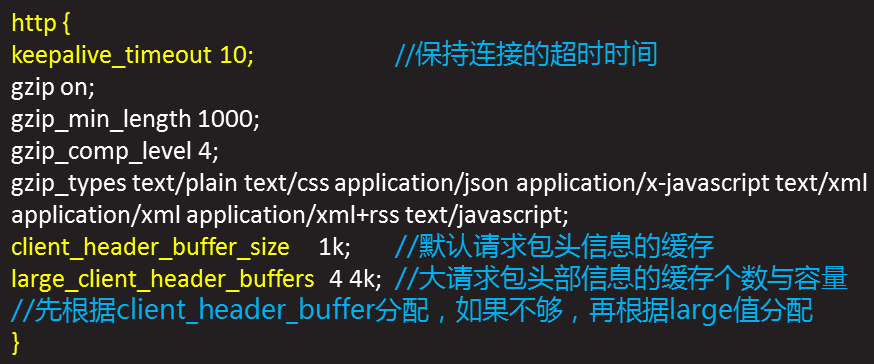 http {
keepalive_timeout 10; //保持连接的超时时间
gzip on;
gzip_min_length 1000;
gzip_comp_level 4;
gzip_types text/plain text/css application/json application/x-javascript text/xml
application/xml application/xml+rss text/javascript;
client_header_buffer_size 1k; //默认请求包头信息的缓存
large_client_header_buffers 4 4k; //大请求包头部信息的缓存个数与容量
//先根据client_header_buffer分配，如果不够，再根据large值分配
}